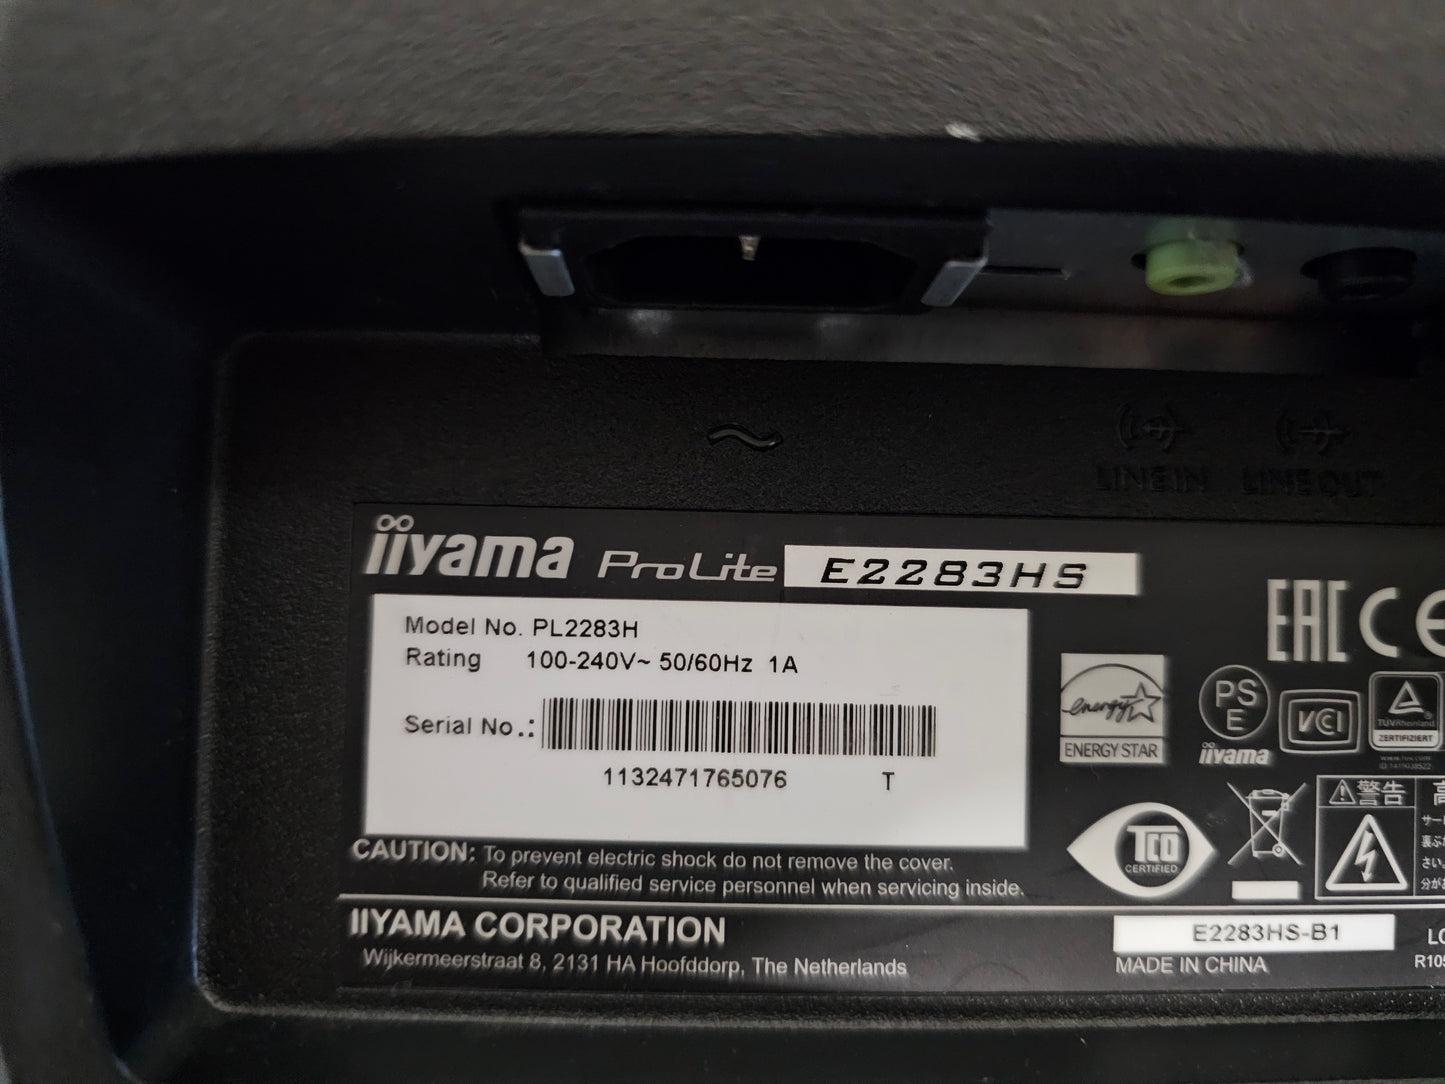 LINE IN LINE OUT
iiyama ProLite E2283HS
Model No. PL2283H
Rating 100-240V~ 50/60Hz 1A
Serial No.:
1132471765076 T
EAC CE
ENERGY STAR
PS
E
iiyama
VCI
TÜVRheinland
ZERTIFIZIERT
TCO
CERTIFIED
警告
CAUTION: To prevent electric shock do not remove the cover.
Refer to qualified service personnel when servicing inside.
IIYAMA CORPORATION
Wijkermeerstraat 8, 2131 HA Hoofddorp, The Netherlands
E2283HS-B1
MADE IN CHINA